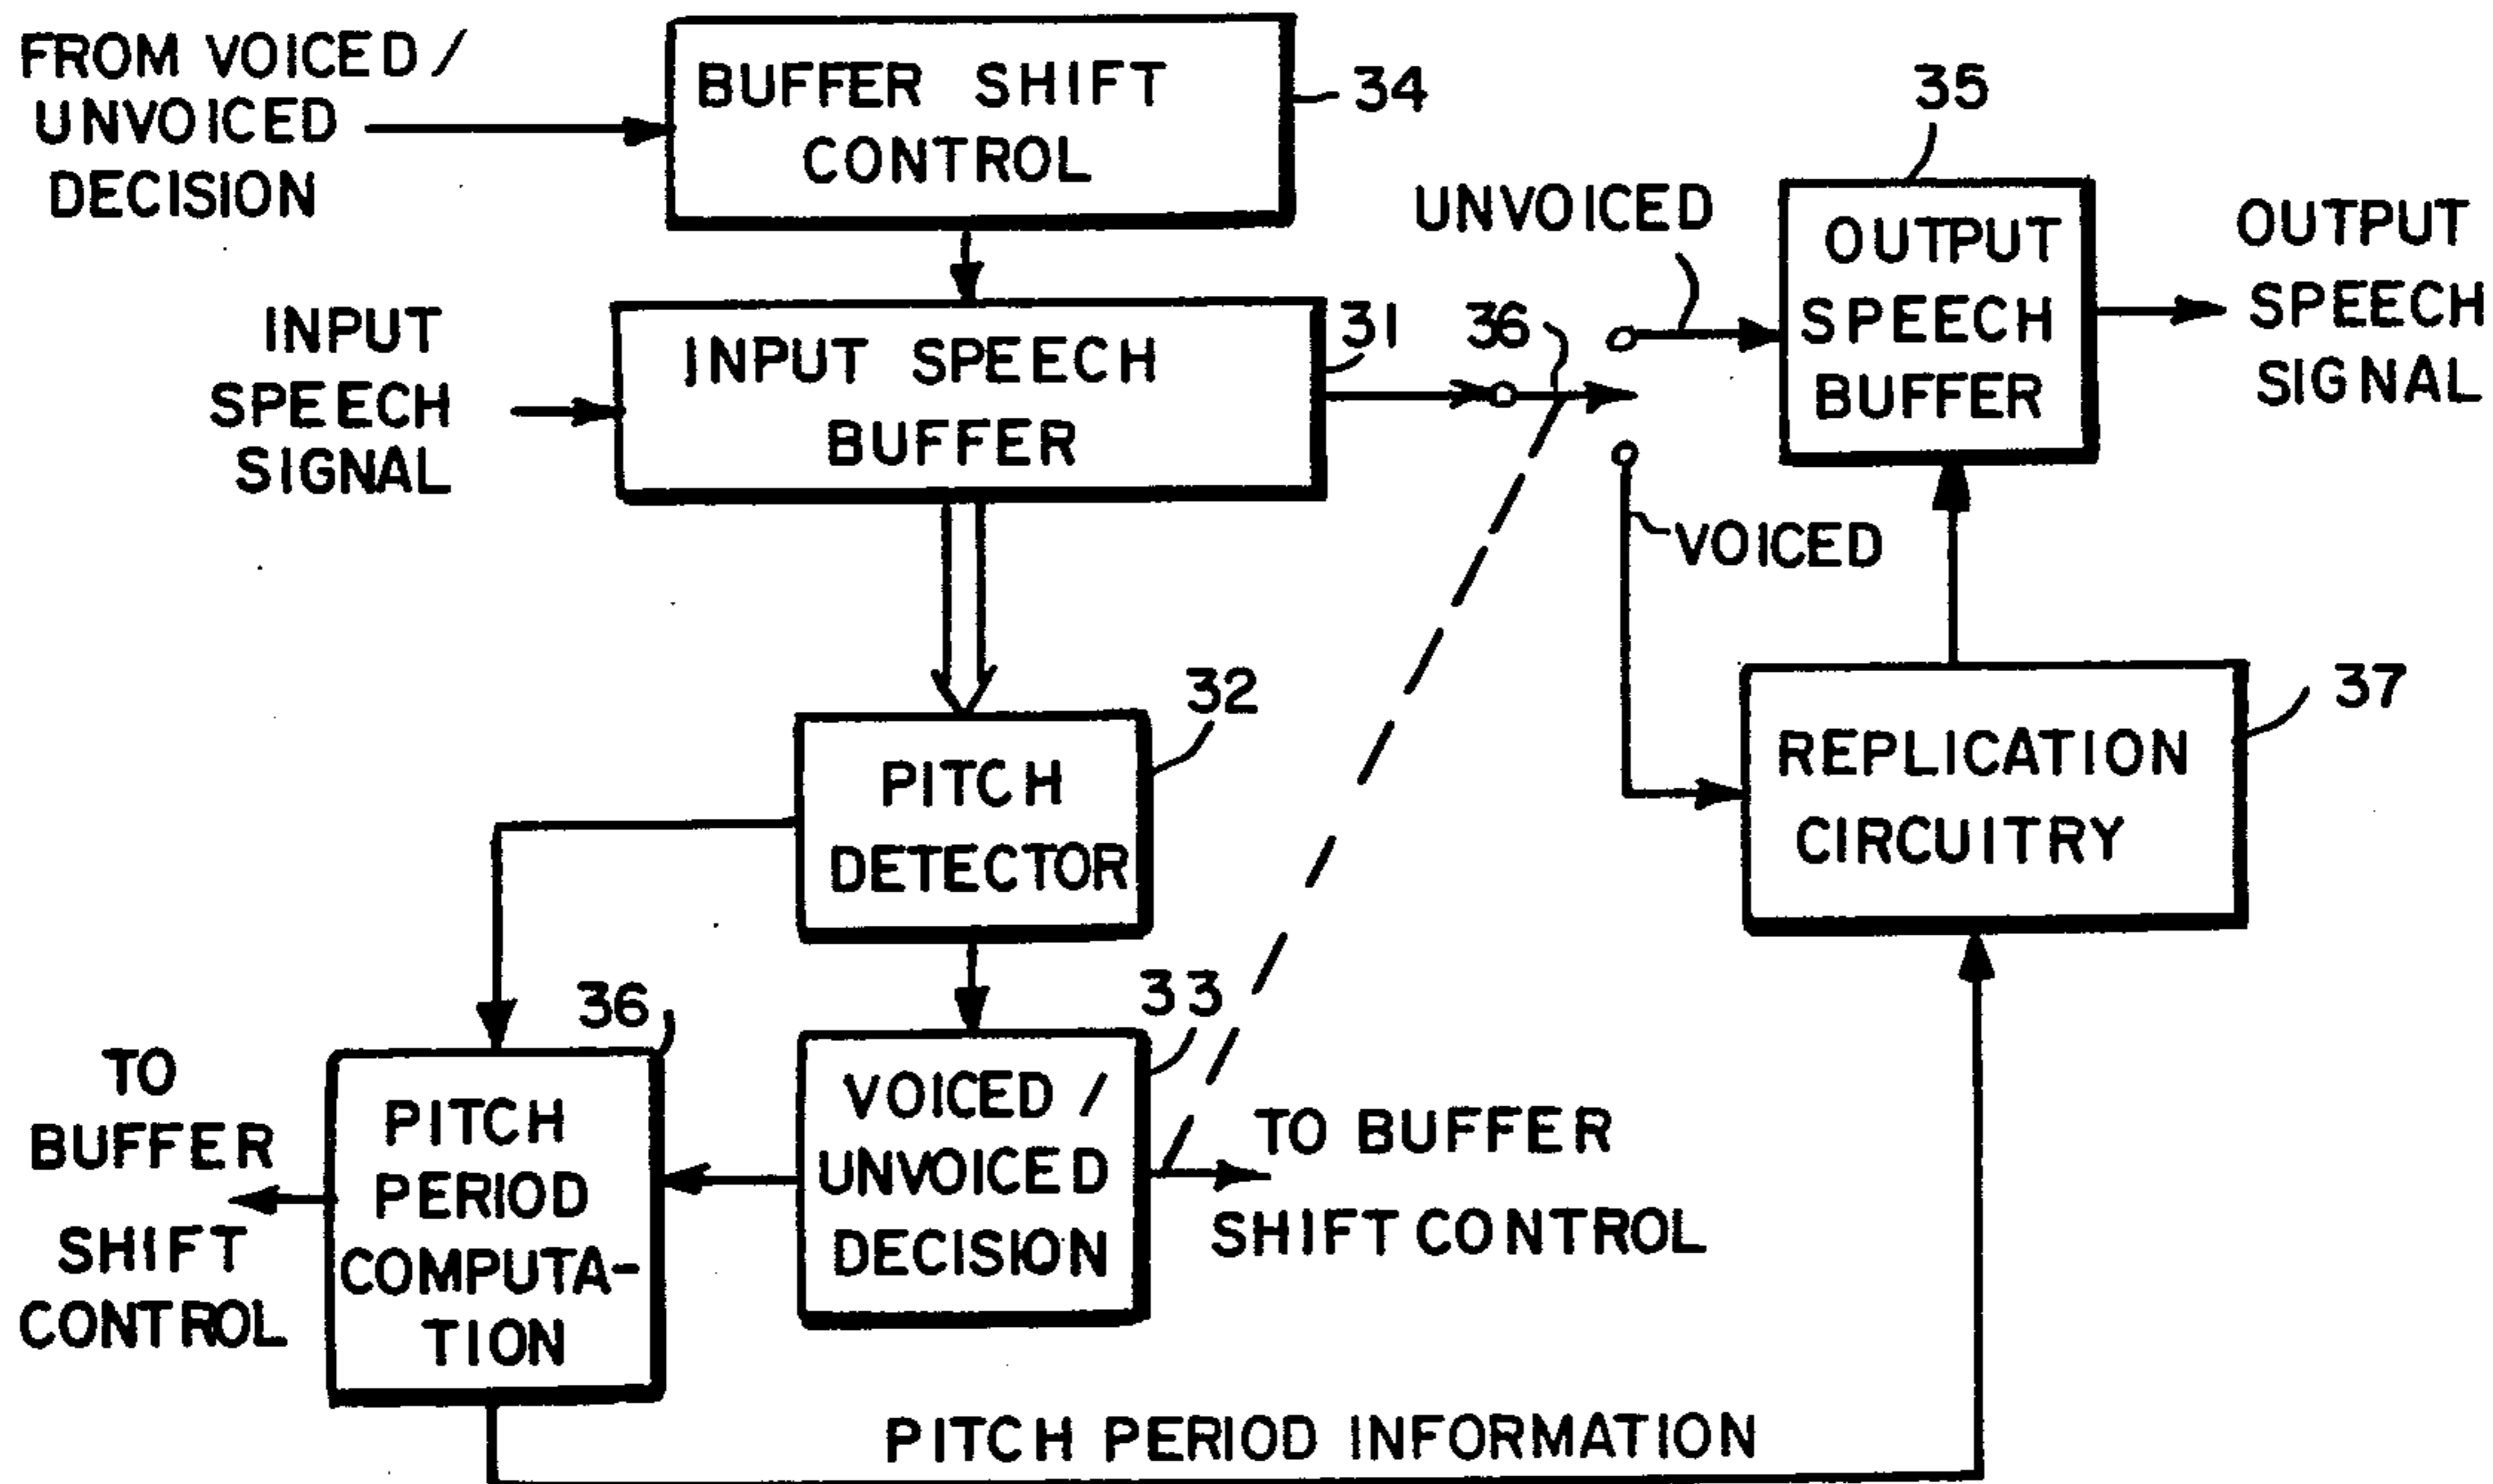 FROM VOICED /
UNVOICED
DECISION
BUFFER SHIFT
CONTROL
34
35
UNVOICED
OUTPUT
SPEECH
BUFFER
OUTPUT
SPEECH
SIGNAL
INPUT
SPEECH
SIGNAL
INPUT SPEECH
BUFFER
31
36
VOICED
32
PITCH
DETECTOR
37
REPLICATION
CIRCUITRY
36
33
TO
BUFFER
SHIFT
CONTROL
PITCH
PERIOD
COMPUTA-
TION
VOICED /
UNVOICED
DECISION
TO BUFFER
SHIFT CONTROL
PITCH PERIOD INFORMATION